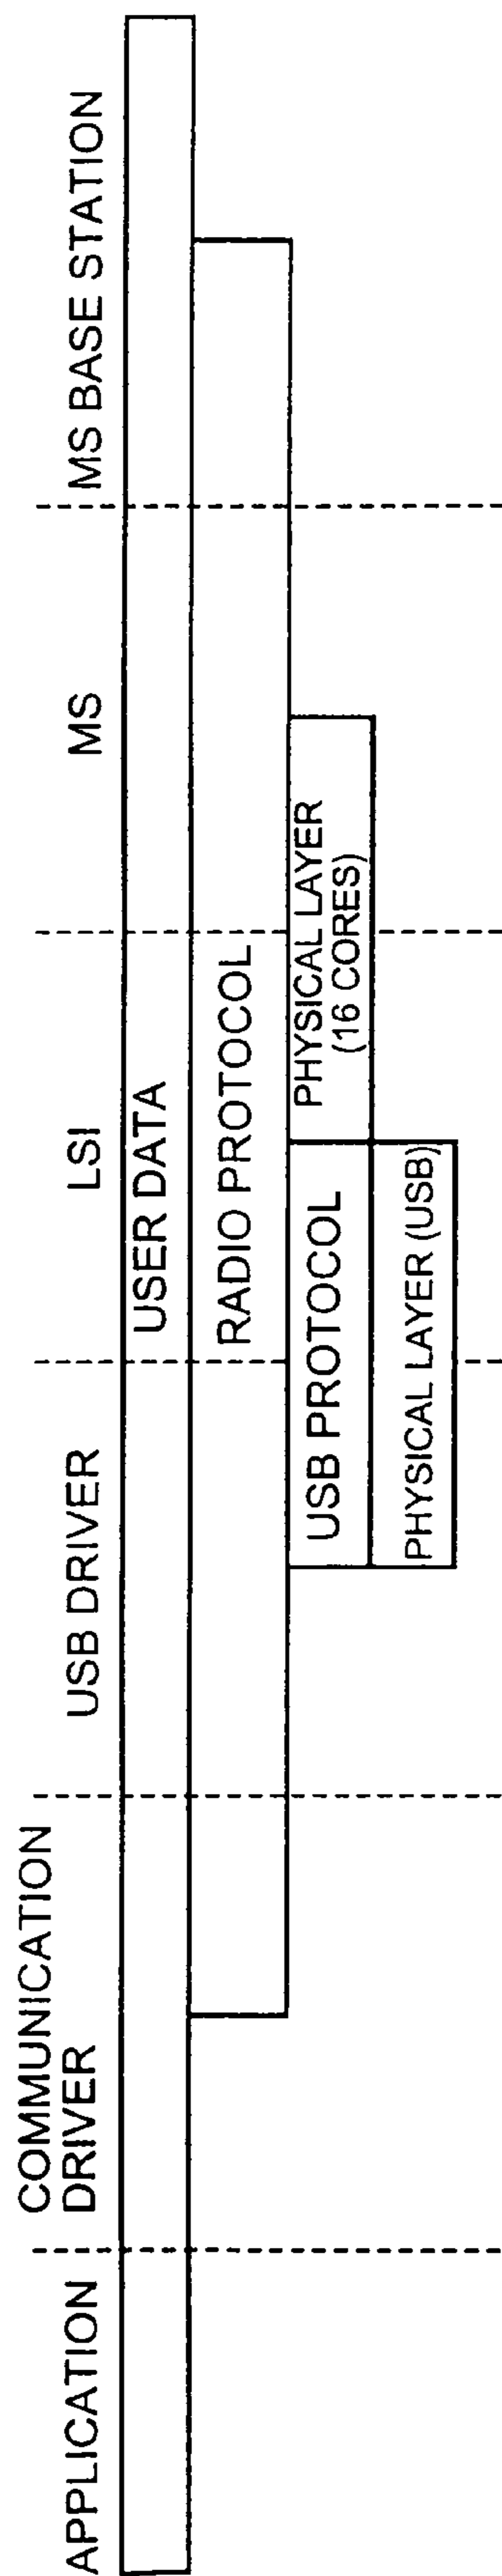 APPLICATION
COMMUNICATION
DRIVER
USB DRIVER
LSI
MS
MS BASE STATION
USER DATA
RADIO PROTOCOL
USB PROTOCOL
PHYSICAL LAYER
(16 CORES)
PHYSICAL LAYER (USB)